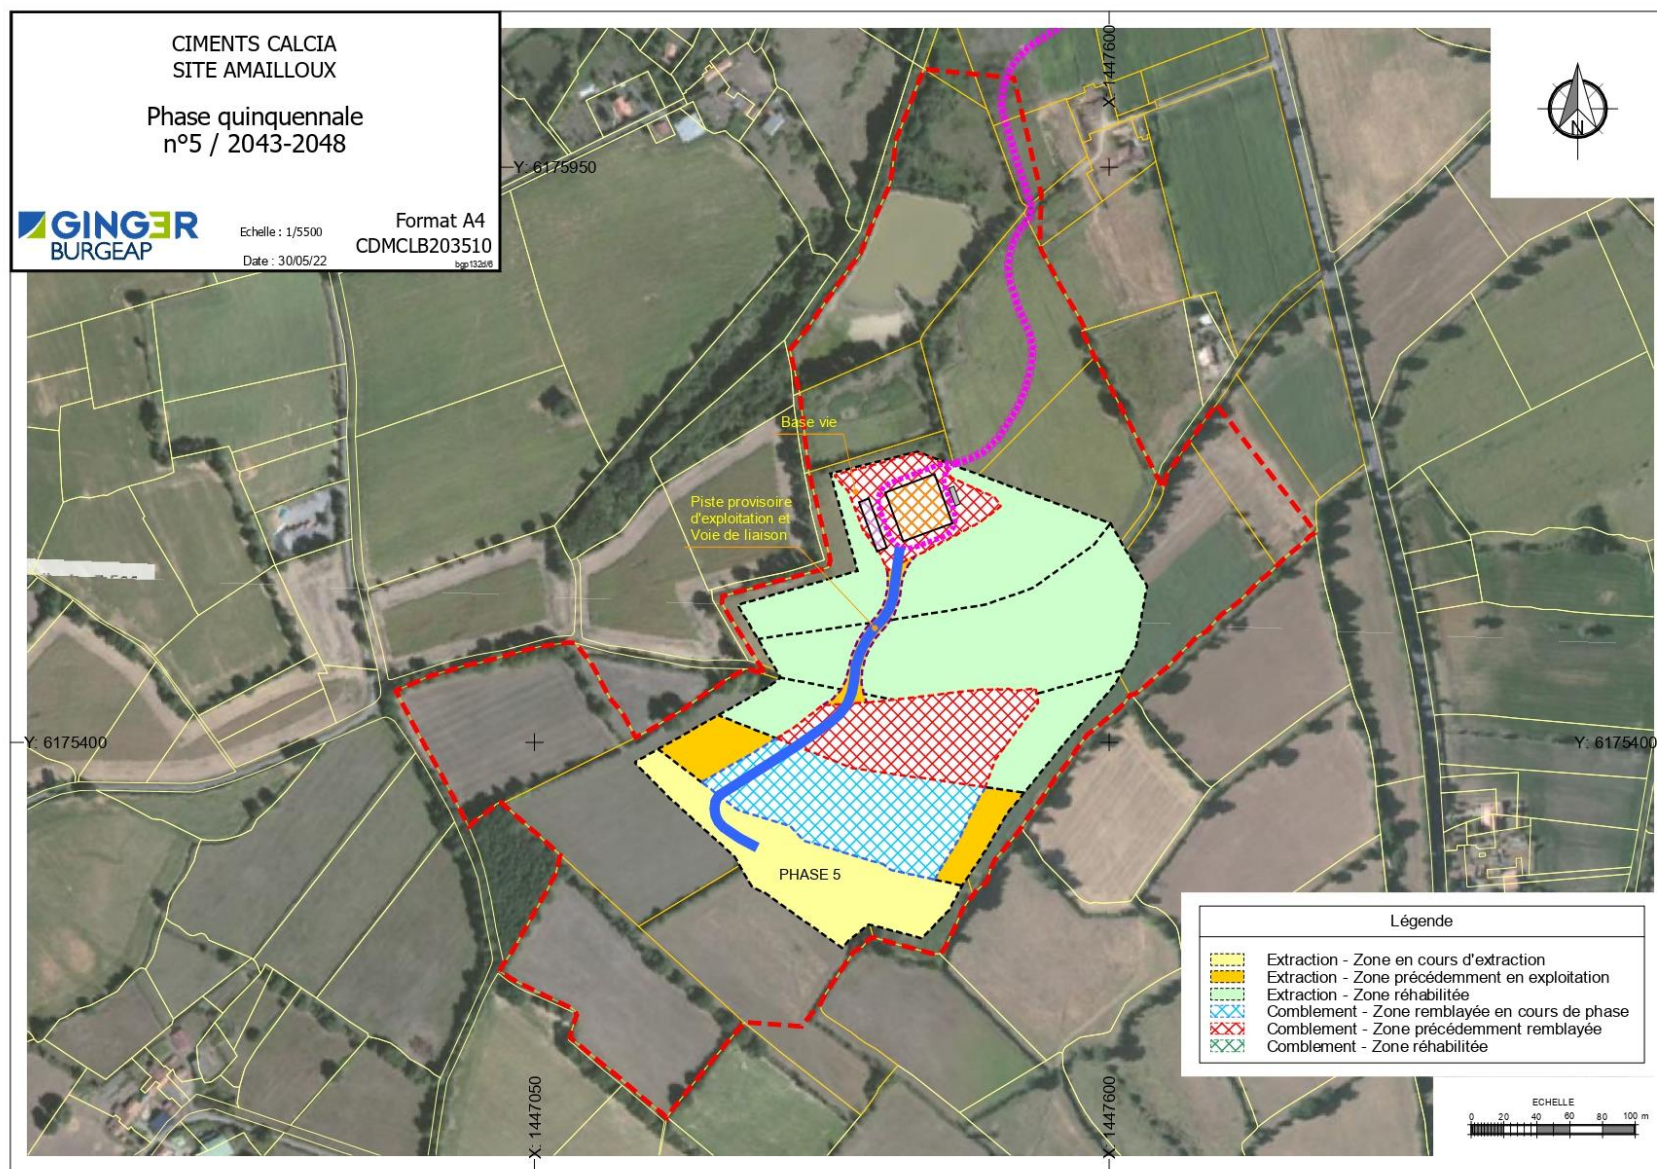 CIMENTS CALCIA
SITE AMAILLOUX
Phase quinquennale
n°5 / 2043-2048
GINGER
BURGEAP
Echelle : 1/5500
Date : 30/05/22
Format A4
CDMCLB203510
bgp132d/6
X: 1447600
N
Y: 6175950
Base vie
Piste provisoire
d'exploitation et
Voie de liaison
Y: 6175400
Y: 6175400
PHASE 5
X: 1447050
X: 1447600
Légende
Extraction - Zone en cours d'extraction
Extraction - Zone précédemment en exploitation
Extraction - Zone réhabilitée
Comblement - Zone remblayée en cours de phase
Comblement - Zone précédemment remblayée
Comblement - Zone réhabilitée
ECHELLE
0 20 40 60 80 100 m